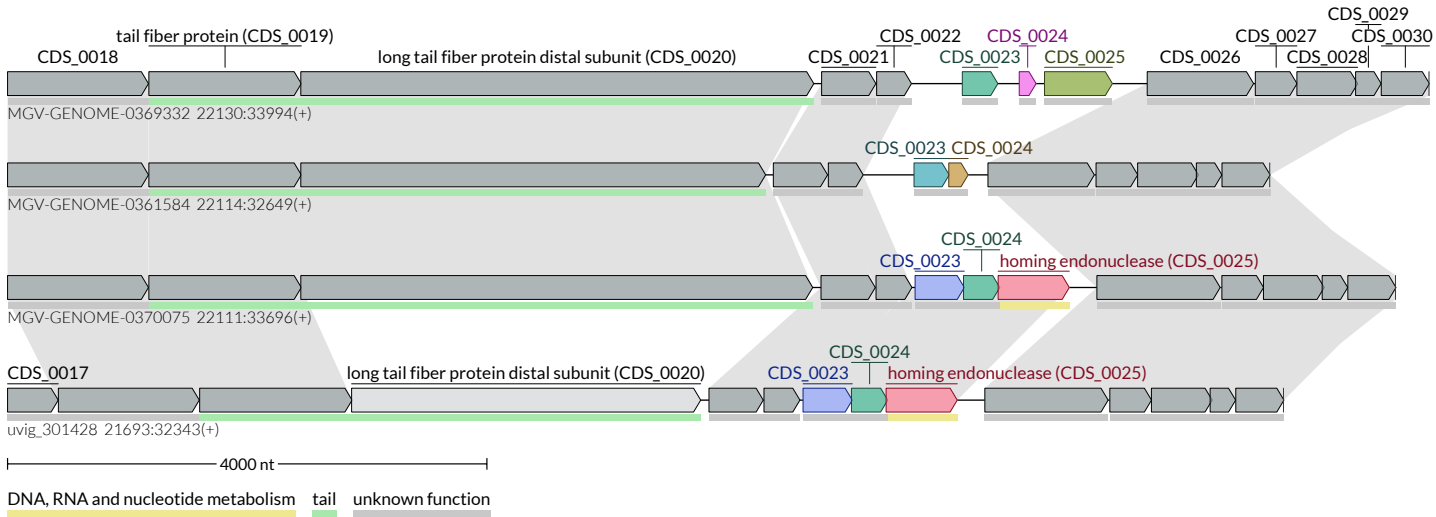 CDS_0029
tail fiber protein (CDS_0019) CDS_0022 CDS_0024 CDS_0027 CDS_0030
CDS_0018 long tail fiber protein distal subunit (CDS_0020) CDS_0021 CDS_0023 CDS_0025 CDS_0026 CDS_0028
MGV-GENOME-0369332 22130:33994(+)
CDS_0023 CDS_0024
MGV-GENOME-0361584 22114:32649(+)
CDS_0024
CDS_0023 homing endonuclease (CDS_0025)
MGV-GENOME-0370075 22111:33696(+)
CDS_0024
CDS_0017 long tail fiber protein distal subunit (CDS_0020) CDS_0023 homing endonuclease (CDS_0025)
uvig_301428 21693:32343(+)
4000 nt
DNA, RNA and nucleotide metabolism tail unknown function